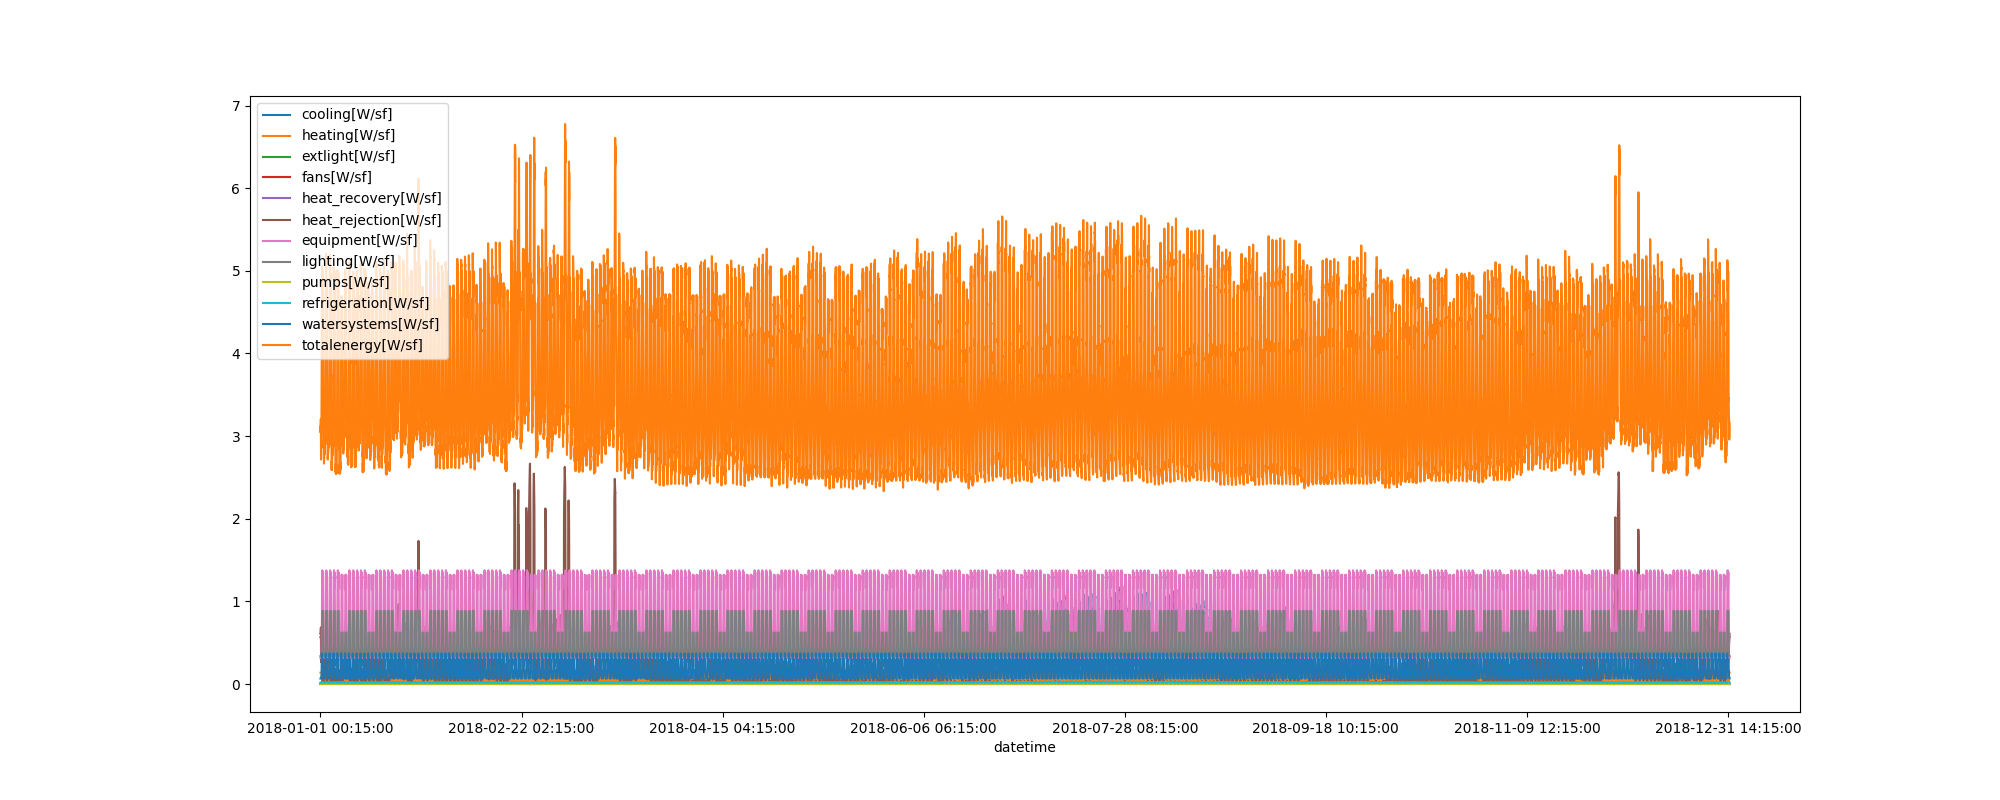 7
6
5
4
3
2
1
0
cooling[W/sf]
heating[W/sf]
extlight[W/sf]
fans[W/sf]
heat_recovery[W/sf]
heat_rejection[W/sf]
equipment[W/sf]
lighting[W/sf]
pumps[W/sf]
refrigeration[W/sf]
watersystems[W/sf]
totalenergy[W/sf]
2018-01-01 00:15:00 2018-02-22 02:15:00 2018-04-15 04:15:00 2018-06-06 06:15:00 2018-07-28 08:15:00 2018-09-18 10:15:00 2018-11-09 12:15:00 2018-12-31 14:15:00
datetime